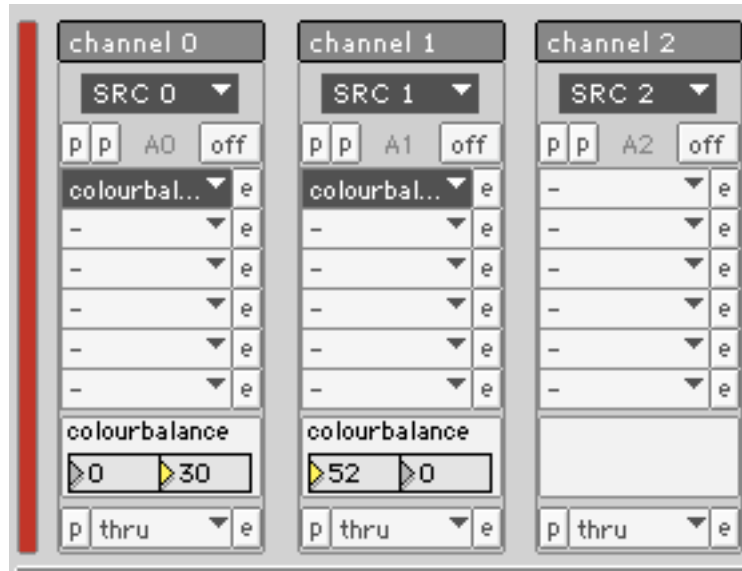 channel 0 channel 1 channel 2
SRC 0 SRC 1 SRC 2
p p A0 off p p A1 off p p A2 off
colourbal... e colourbal... e - e
- e - e - e
- e - e - e
- e - e - e
- e - e - e
- e - e - e
colourbalance colourbalance
0 30 52 0
p thru e p thru e p thru e